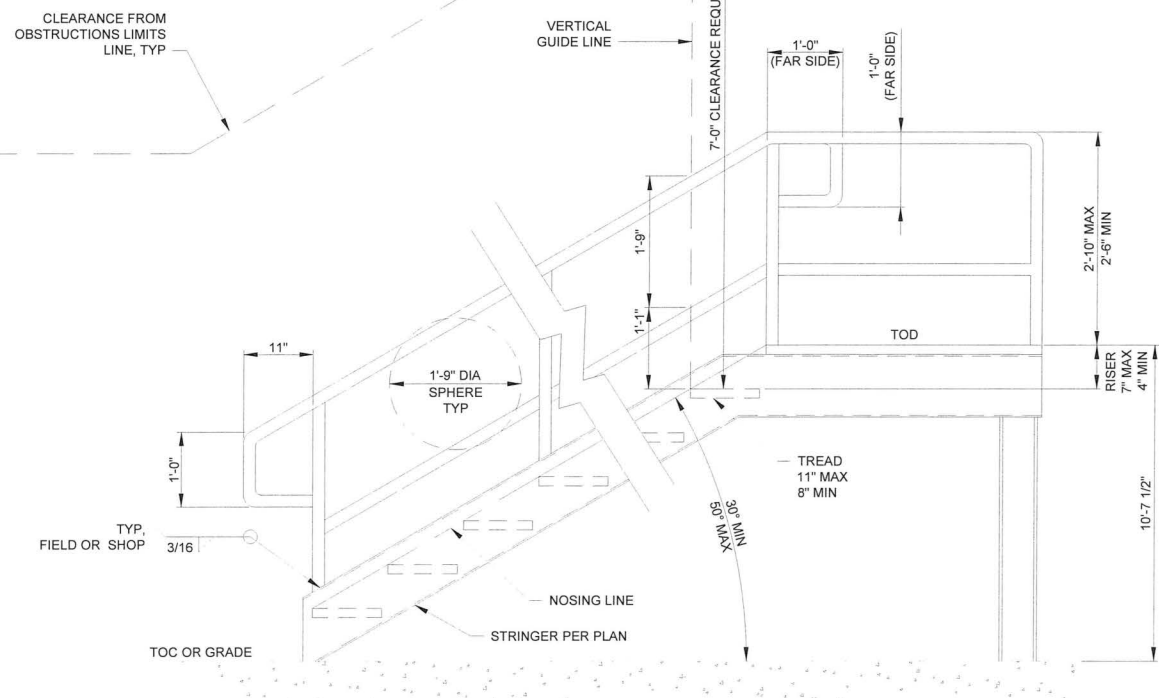 CLEARANCE FROM
OBSTRUCTIONS LIMITS
LINE, TYP
VERTICAL
GUIDE LINE
7'-0" CLEARANCE REQU
1'-0"
(FAR SIDE)
1'-0"
(FAR SIDE)
1'-9"
1'-1"
2'-10" MAX
2'-6" MIN
TOD
RISER
7" MAX
4" MIN
11"
1'-9" DIA
SPHERE
TYP
1'-0"
TREAD
11" MAX
8" MIN
30° MIN
50° MAX
10'-7 1/2"
TYP,
FIELD OR SHOP
3/16
NOSING LINE
STRINGER PER PLAN
TOC OR GRADE